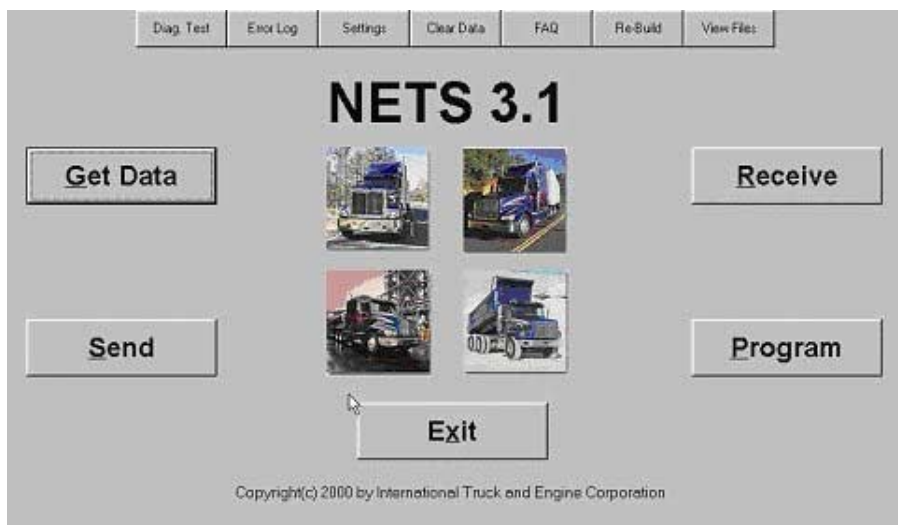 Diag. Test Error Log Settings Clear Data FAQ Re-Build View Files
NETS 3.1
Get Data Receive
Send Program
Exit
Copyright(c) 2000 by International Truck and Engine Corporation